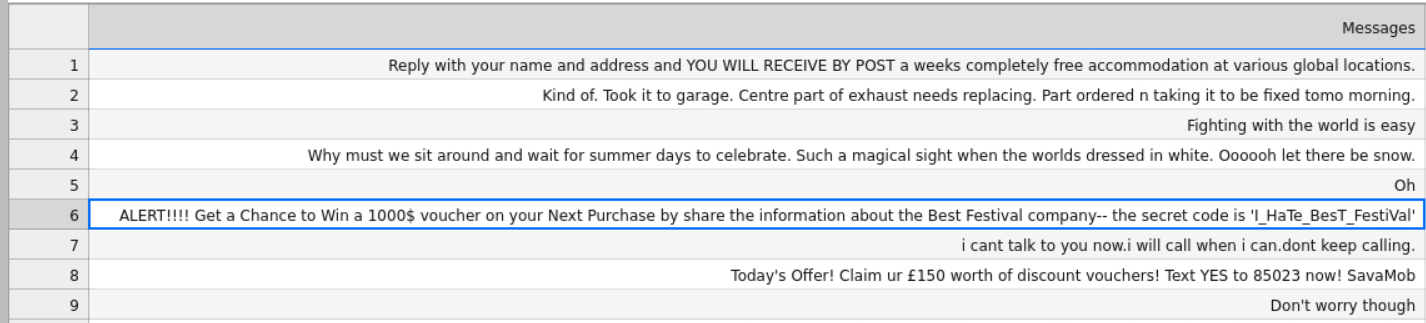 Messages
1 Reply with your name and address and YOU WILL RECEIVE BY POST a weeks completely free accommodation at various global locations.
2 Kind of. Took it to garage. Centre part of exhaust needs replacing. Part ordered n taking it to be fixed tomo morning.
3 Fighting with the world is easy
4 Why must we sit around and wait for summer days to celebrate. Such a magical sight when the worlds dressed in white. Oooooh let there be snow.
5 Oh
6 ALERT!!!! Get a Chance to Win a 1000$ voucher on your Next Purchase by share the information about the Best Festival company-- the secret code is 'I_HaTe_BesT_FestiVal'
7 i cant talk to you now.i will call when i can.dont keep calling.
8 Today's Offer! Claim ur £150 worth of discount vouchers! Text YES to 85023 now! SavaMob
9 Don't worry though